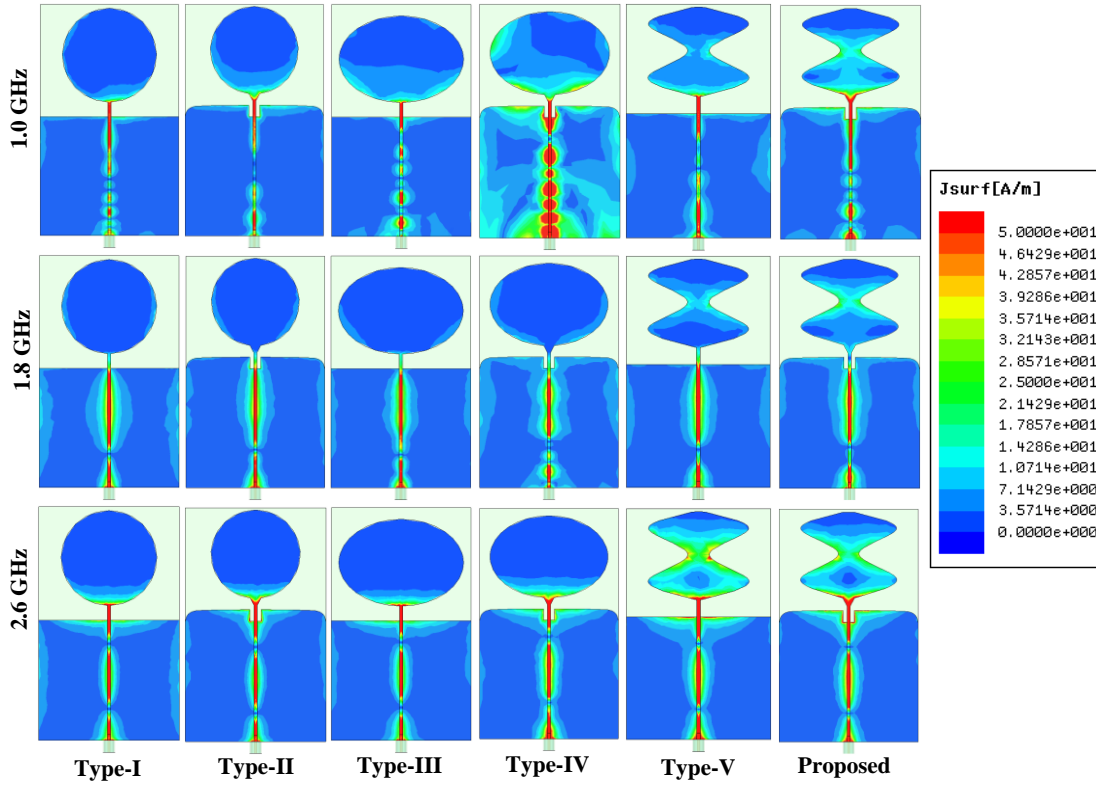 1.0 GHz
1.8 GHz
2.6 GHz
Type-I
Type-II
Type-III
Type-IV
Type-V
Proposed
Jsurf[A/m]
5.0000e+001
4.6429e+001
4.2857e+001
3.9286e+001
3.5714e+001
3.2143e+001
2.8571e+001
2.5000e+001
2.1429e+001
1.7857e+001
1.4286e+001
1.0714e+001
7.1429e+000
3.5714e+000
0.0000e+000